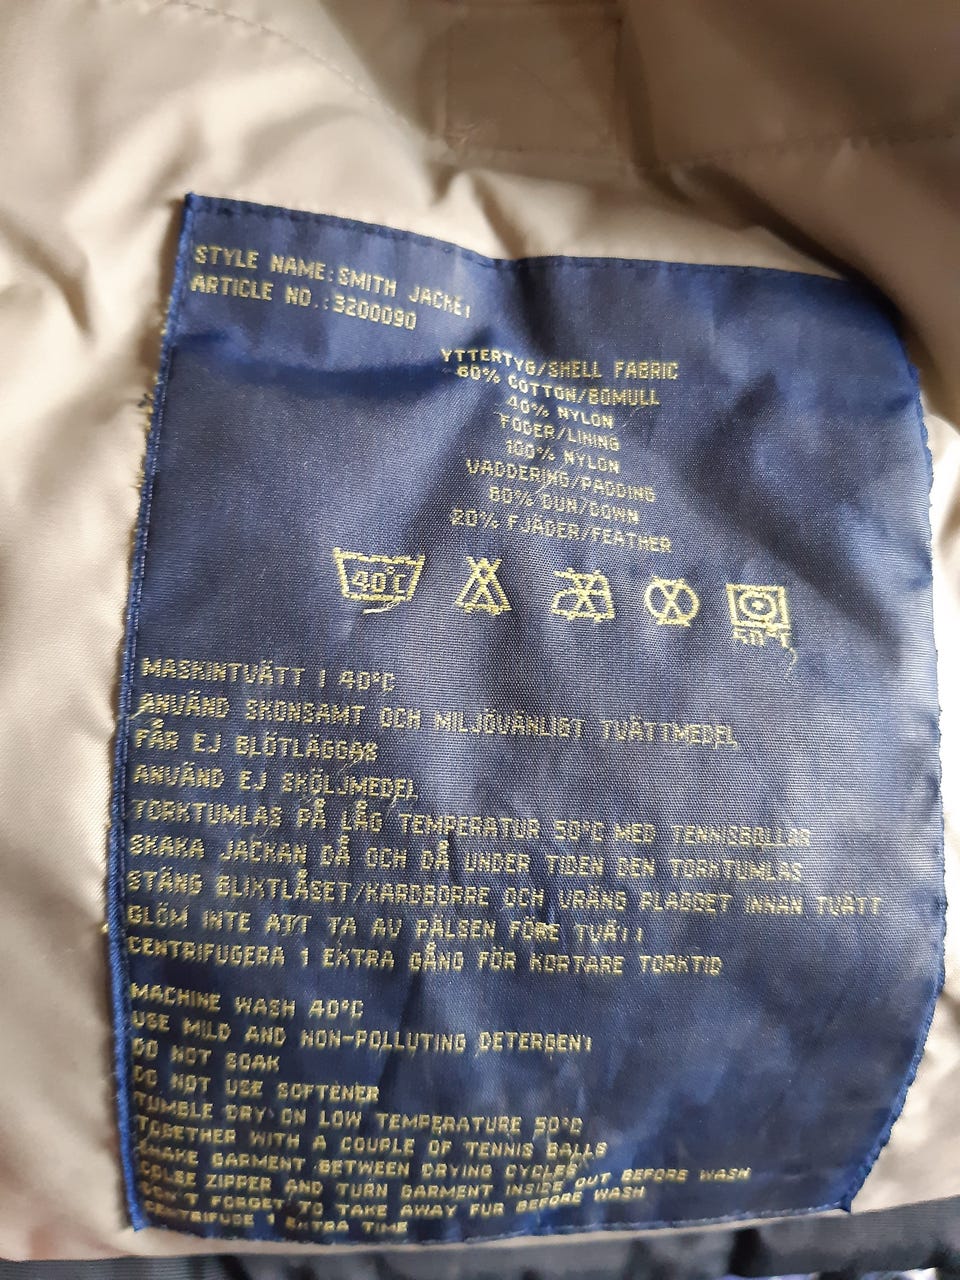 STYLE NAME:SMITH JACKET
ARTICLE NO.:3200090
YTTERTYG/SHELL FABRIC
60% COTTON/BOMULL
40% NYLON
FODER/LINING
100% NYLON
VADDERING/PADDING
80% DUN/DOWN
20% FJÄDER/FEATHER
40°C
50°C
MASKINTVÄTT I 40°C
ANVÄND SKONSAMT OCH MILJÖVÄNLIGT TVÄTTMEDEL
FÅR EJ BLÖTLÄGGAS
ANVÄND EJ SKÖLJMEDEL
TORKTUMLAS PÅ LÅG TEMPERATUR 50°C MED TENNISBOLLAR
SKAKA JACKAN DÅ OCH DÅ UNDER TIDEN DEN TORKTUMLAS
STÄNG BLIXTLÅSET/KARDBORRE OCH VRÄNG PLAGGET INNAN TVÄTT
GLÖM INTE ATT TA AV PÄLSEN FÖRE TVÄTT
CENTRIFUGERA 1 EXTRA GÅNG FÖR KORTARE TORKTID
MACHINE WASH 40°C
USE MILD AND NON-POLLUTING DETERGENT
DO NOT SOAK
DO NOT USE SOFTENER
TUMBLE DRY ON LOW TEMPERATURE 50°C
TOGETHER WITH A COUPLE OF TENNIS BALLS
SHAKE GARMENT BETWEEN DRYING CYCLES
COLSE ZIPPER AND TURN GARMENT INSIDE OUT BEFORE WASH
DON'T FORGET TO TAKE AWAY FUR BEFORE WASH
CENTRIFUGE 1 EXTRA TIME